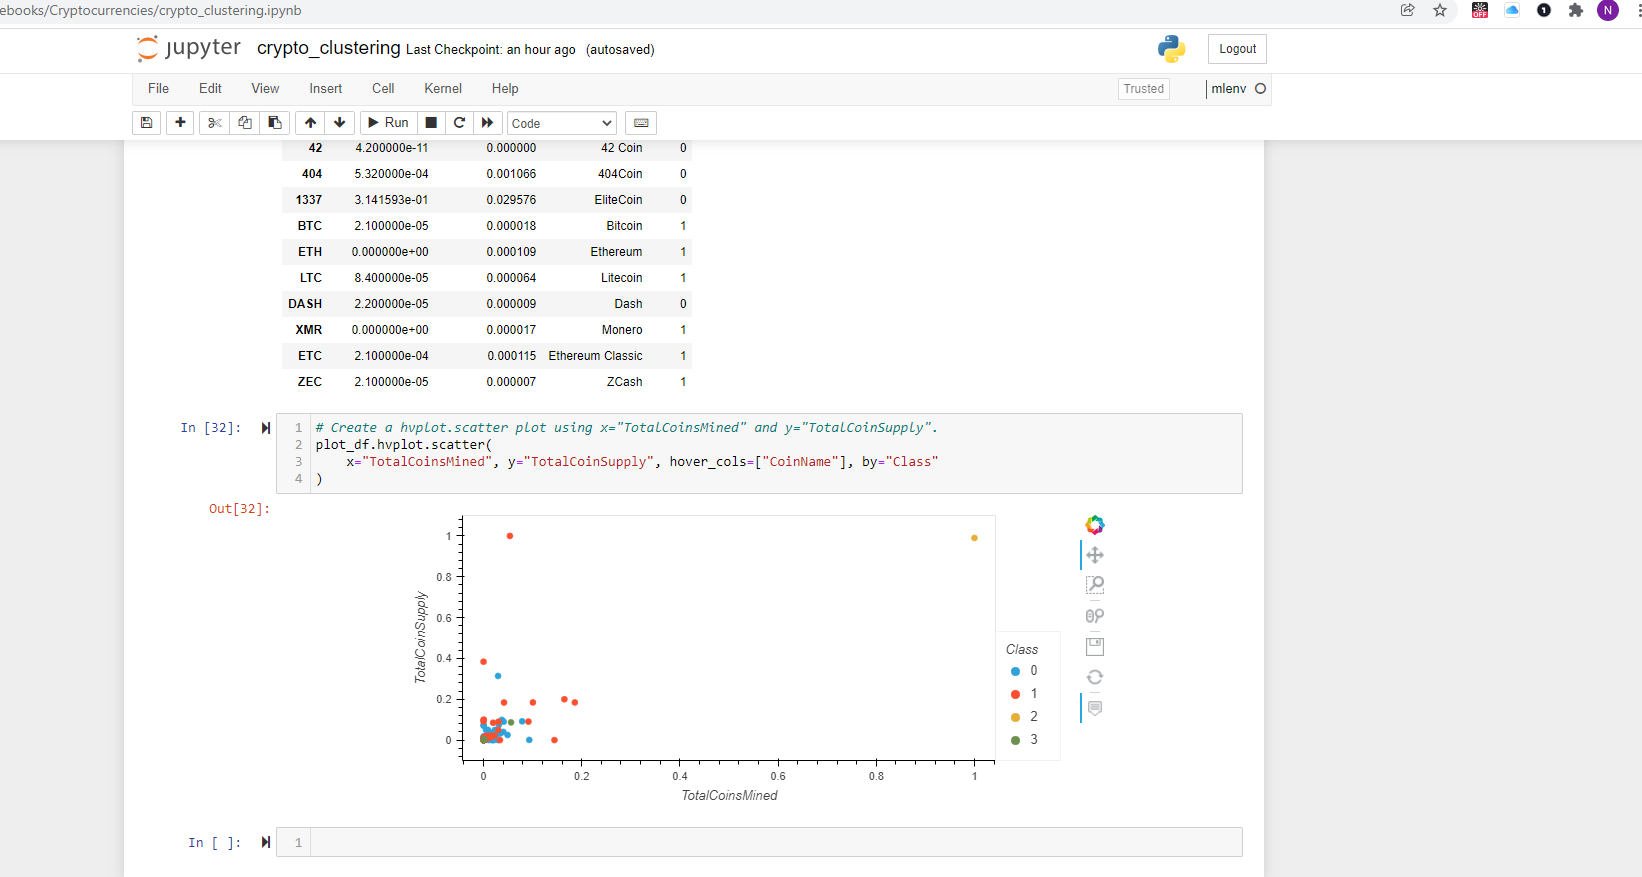 ebooks/Cryptocurrencies/crypto_clustering.ipynb
OFF
1
N
jupyter crypto_clustering Last Checkpoint: an hour ago (autosaved)
Logout
File Edit View Insert Cell Kernel Help
Trusted
mlenv
Run
Code
42 4.200000e-11 0.000000 42 Coin 0
404 5.320000e-04 0.001066 404Coin 0
1337 3.141593e-01 0.029576 EliteCoin 0
BTC 2.100000e-05 0.000018 Bitcoin 1
ETH 0.000000e+00 0.000109 Ethereum 1
LTC 8.400000e-05 0.000064 Litecoin 1
DASH 2.200000e-05 0.000009 Dash 0
XMR 0.000000e+00 0.000017 Monero 1
ETC 2.100000e-04 0.000115 Ethereum Classic 1
ZEC 2.100000e-05 0.000007 ZCash 1
In [32]:
1 # Create a hvplot.scatter plot using x="TotalCoinsMined" and y="TotalCoinSupply".
2 plot_df.hvplot.scatter(
3 x="TotalCoinsMined", y="TotalCoinSupply", hover_cols=["CoinName"], by="Class"
4 )
Out[32]:
TotalCoinSupply
1
0.8
0.6
0.4
0.2
0
0 0.2 0.4 0.6 0.8 1
TotalCoinsMined
Class
0
1
2
3
In [ ]:
1